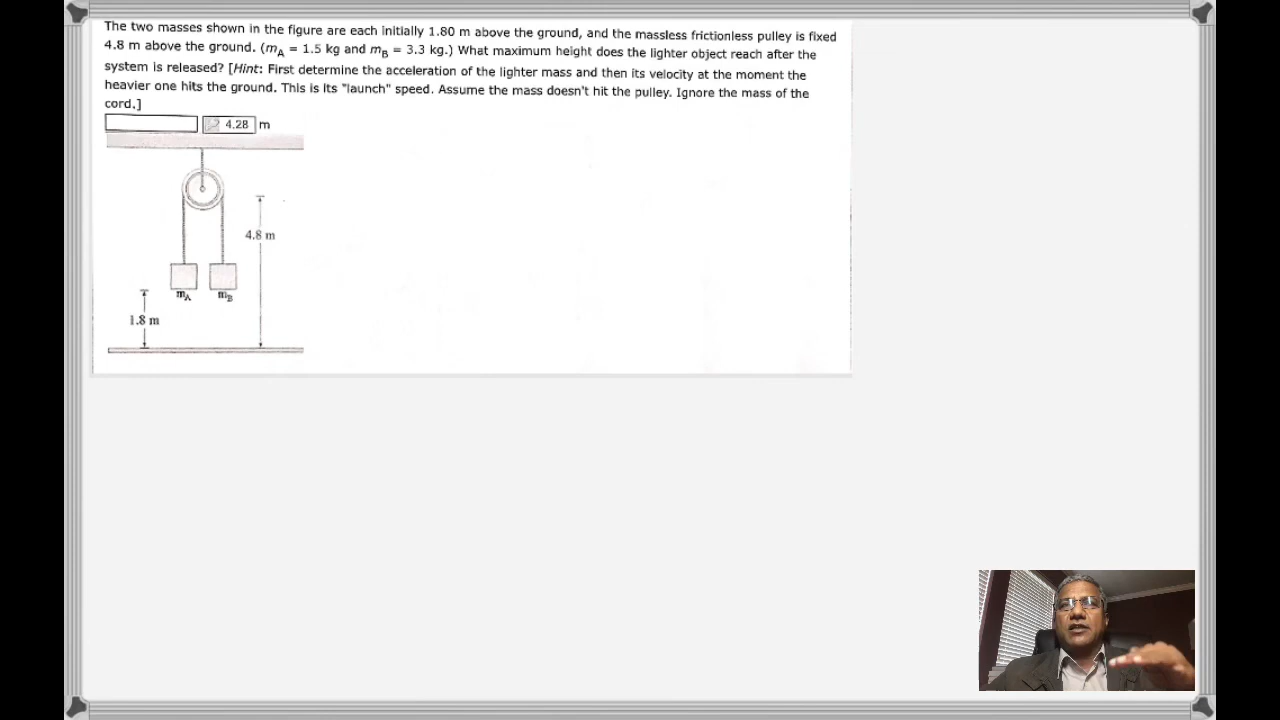 The two masses shown in the figure are each initially 1.80 m above the ground, and the massless frictionless pulley is fixed
4.8 m above the ground. (mA = 1.5 kg and mB = 3.3 kg.) What maximum height does the lighter object reach after the
system is released? [Hint: First determine the acceleration of the lighter mass and then its velocity at the moment the
heavier one hits the ground. This is its "launch" speed. Assume the mass doesn't hit the pulley. Ignore the mass of the
cord.]
4.28 m
4.8 m
mA mB
1.8 m